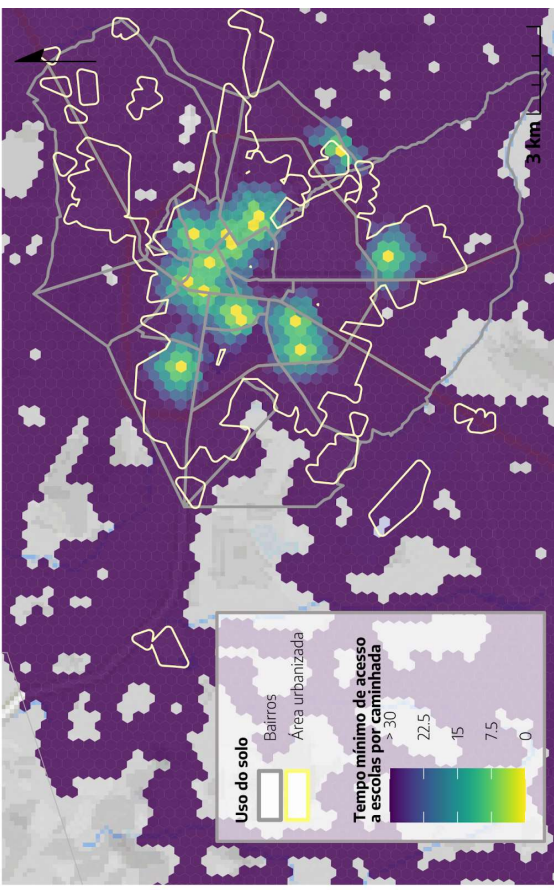 Uso do solo
Bairros
Área urbanizada
Tempo mínimo de acesso
a escolas por caminhada
> 30
22.5
15
7.5
0
3 km